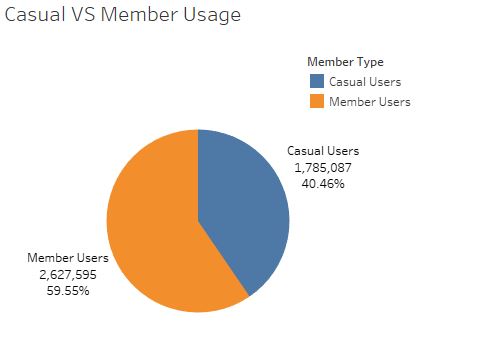 Casual VS Member Usage
Member Type
Casual Users
Member Users
Casual Users
1,785,087
40.46%
Member Users
2,627,595
59.55%